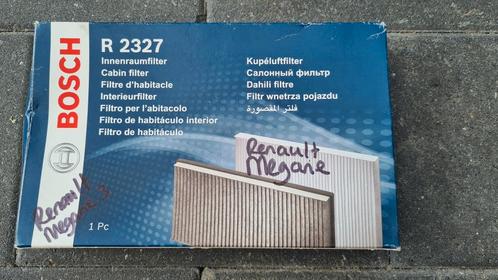 BOSCH
R 2327
Innenraumfilter
Cabin filter
Filtre d'habitacle
Interieurfilter
Filtro per l'abitacolo
Filtro de habitáculo interior
Filtro de habitáculo
Kupéluftfilter
Салонный фильтр
Dahili filtre
Filtr wnetrza pojazdu
فلتر المقصورة
Renault
Megane
Renault
Megane 3
1 Pc